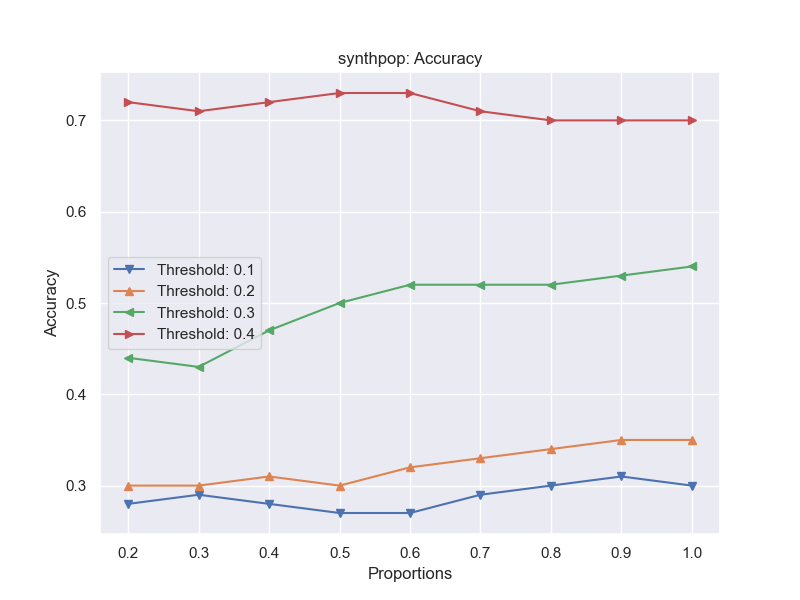 synthpop: Accuracy
Accuracy
0.7
0.6
0.5
0.4
0.3
Threshold: 0.1
Threshold: 0.2
Threshold: 0.3
Threshold: 0.4
0.2 0.3 0.4 0.5 0.6 0.7 0.8 0.9 1.0
Proportions